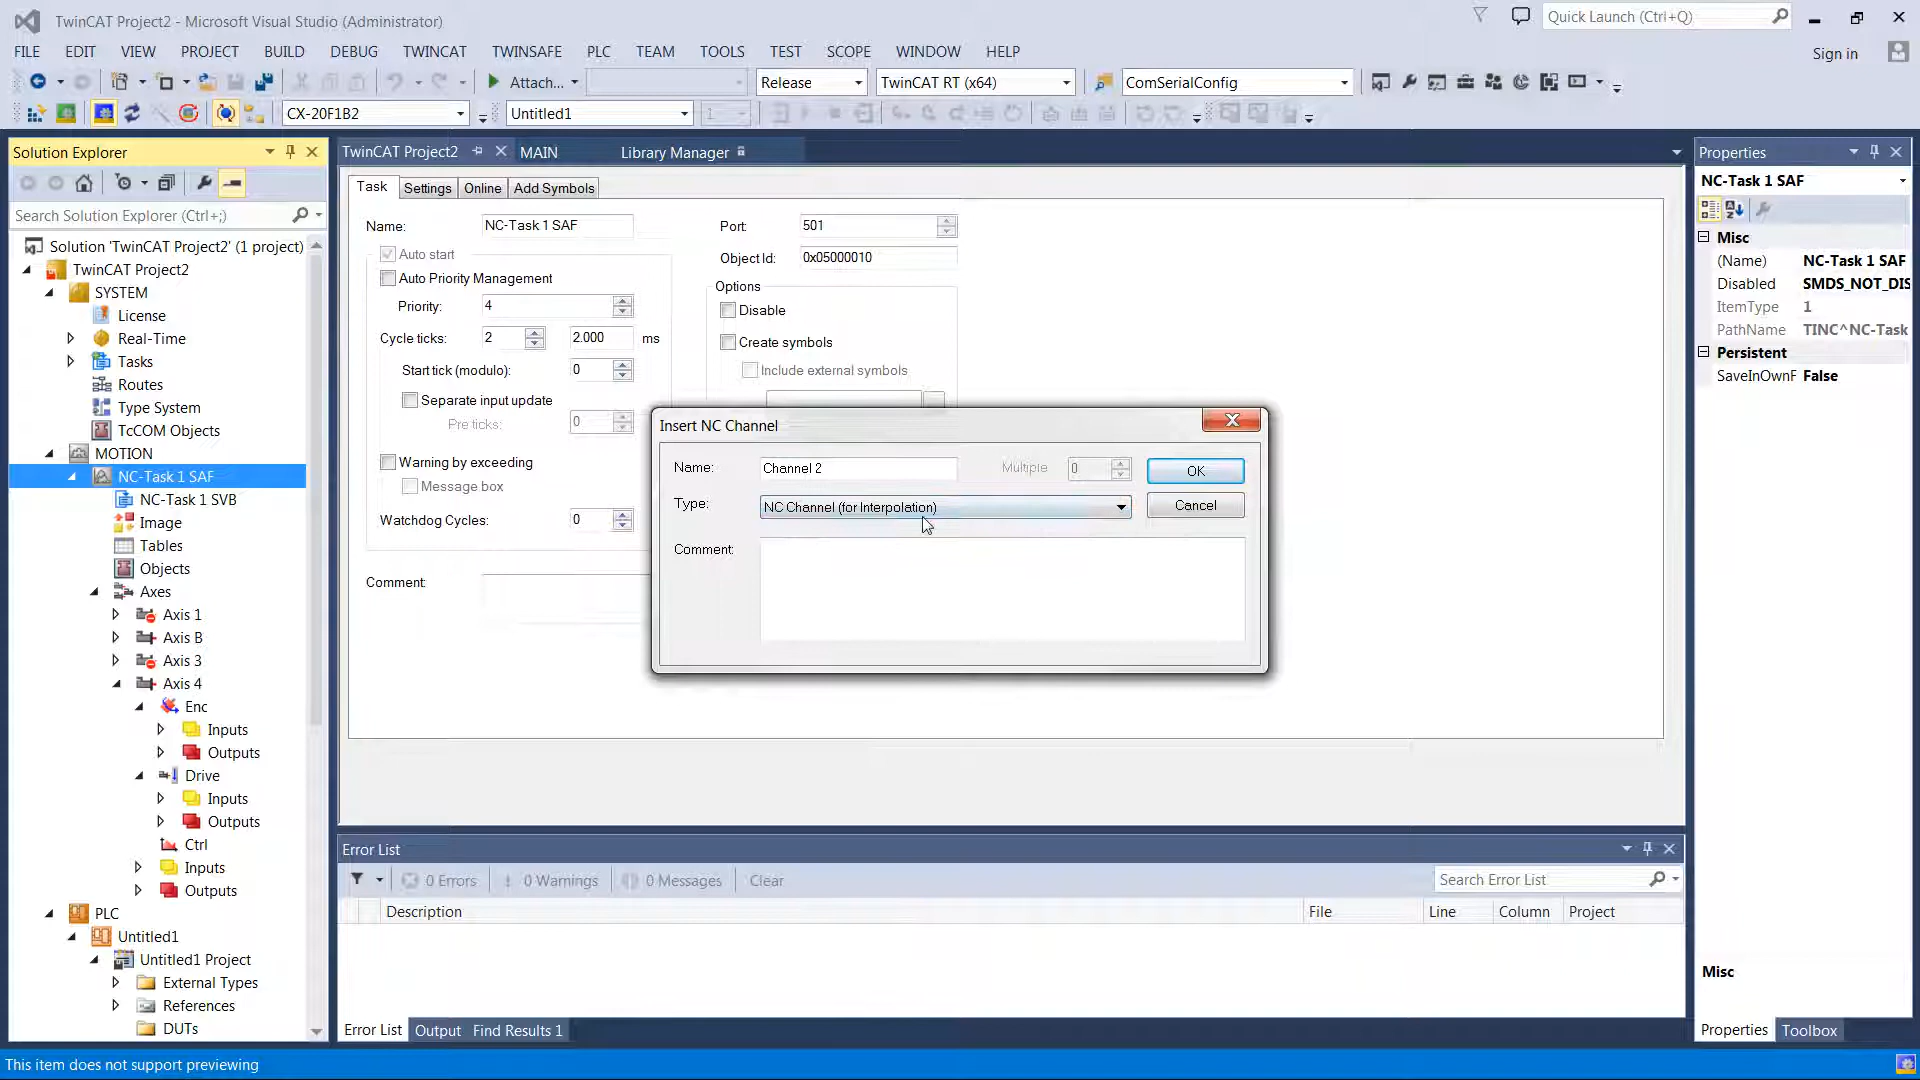 TwinCAT Project2 - Microsoft Visual Studio (Administrator)
Quick Launch (Ctrl+Q)
FILE EDIT VIEW PROJECT BUILD DEBUG TWINCAT TWINSAFE PLC TEAM TOOLS TEST SCOPE WINDOW HELP
Sign in
Attach... Release TwinCAT RT (x64) ComSerialConfig
CX-20F1B2 Untitled1 1
Solution Explorer
TwinCAT Project2 MAIN Library Manager
Properties
Task Settings Online Add Symbols
NC-Task 1 SAF
Search Solution Explorer (Ctrl+;)
Name: NC-Task 1 SAF
Port: 501
Auto start
Object Id: 0x05000010
Auto Priority Management
Options
Priority: 4
Disable
Cycle ticks: 2 2.000 ms
Create symbols
Start tick (modulo): 0
Include external symbols
Separate input update
Pre ticks: 0
Warning by exceeding
Message box
Watchdog Cycles: 0
Comment:
Solution 'TwinCAT Project2' (1 project)
TwinCAT Project2
SYSTEM
License
Real-Time
Tasks
Routes
Type System
TcCOM Objects
MOTION
NC-Task 1 SAF
NC-Task 1 SVB
Image
Tables
Objects
Axes
Axis 1
Axis B
Axis 3
Axis 4
Enc
Inputs
Outputs
Drive
Inputs
Outputs
Ctrl
Inputs
Outputs
PLC
Untitled1
Untitled1 Project
External Types
References
DUTs
Insert NC Channel
Name: Channel 2 Multiple 0 OK
Type: NC Channel (for Interpolation) Cancel
Comment:
Misc
(Name) NC-Task 1 SAF
Disabled SMDS_NOT_DIS
ItemType 1
PathName TINC^NC-Task
Persistent
SaveInOwnF False
Misc
Properties Toolbox
Error List
0 Errors 0 Warnings 0 Messages Clear
Search Error List
Description File Line Column Project
Error List Output Find Results 1
This item does not support previewing